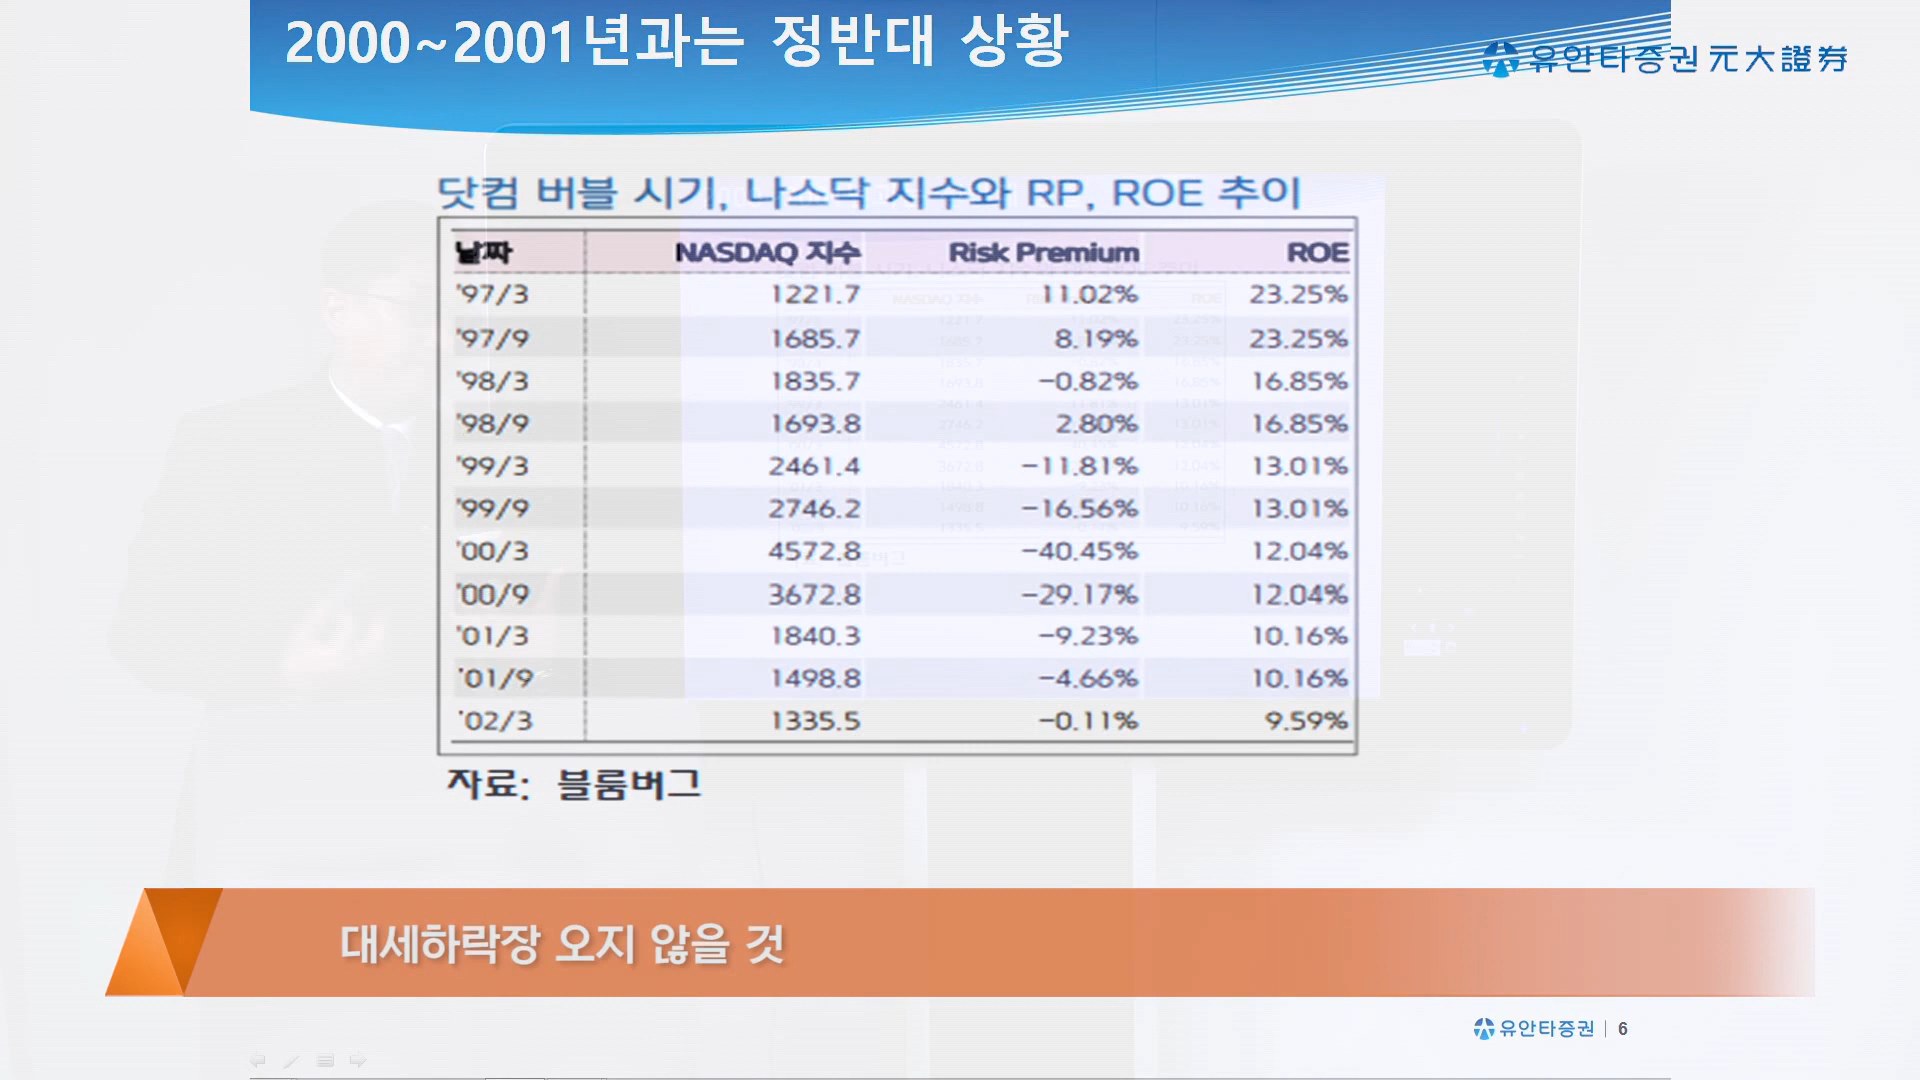 2000~2001년과는 정반대 상황
유안타증권 元大證券
닷컴 버블 시기, 나스닥 지수와 RP, ROE 추이
날짜 NASDAQ 지수 Risk Premium ROE
'97/3 1221.7 11.02% 23.25%
'97/9 1685.7 8.19% 23.25%
'98/3 1835.7 -0.82% 16.85%
'98/9 1693.8 2.80% 16.85%
'99/3 2461.4 -11.81% 13.01%
'99/9 2746.2 -16.56% 13.01%
'00/3 4572.8 -40.45% 12.04%
'00/9 3672.8 -29.17% 12.04%
'01/3 1840.3 -9.23% 10.16%
'01/9 1498.8 -4.66% 10.16%
'02/3 1335.5 -0.11% 9.59%
자료: 블룸버그
대세하락장 오지 않을 것
유안타증권 | 6